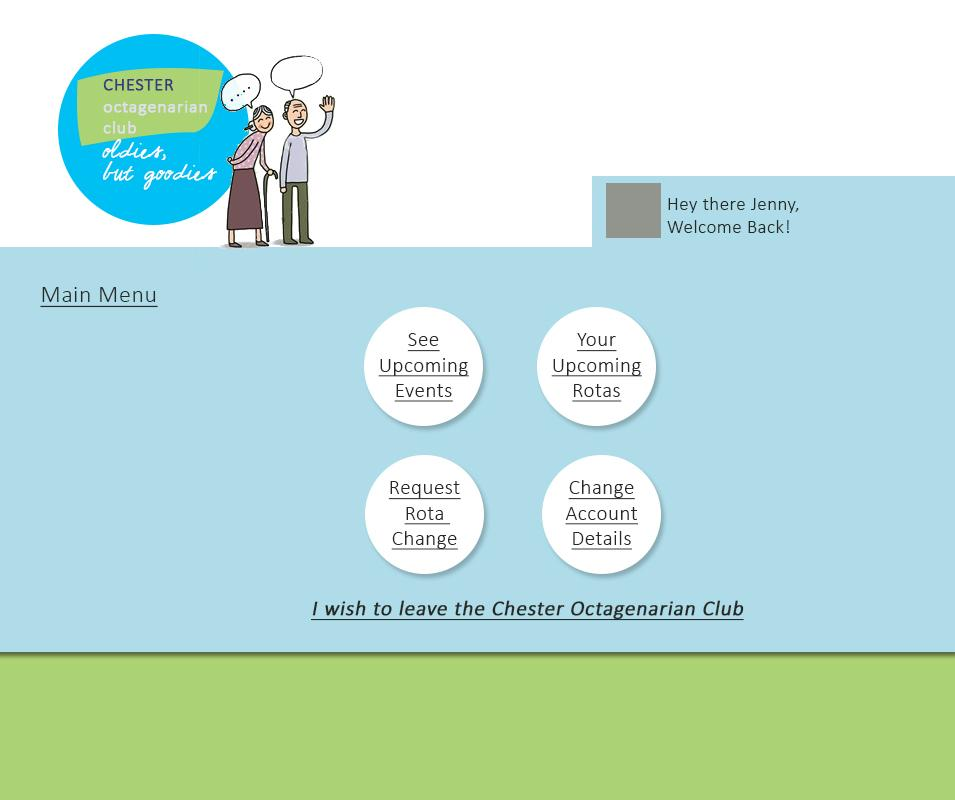 CHESTER
octagenarian
club
oldies,
but goodies
Hey there Jenny,
Welcome Back!
Main Menu
See
Upcoming
Events
Your
Upcoming
Rotas
Request
Rota
Change
Change
Account
Details
I wish to leave the Chester Octagenarian Club